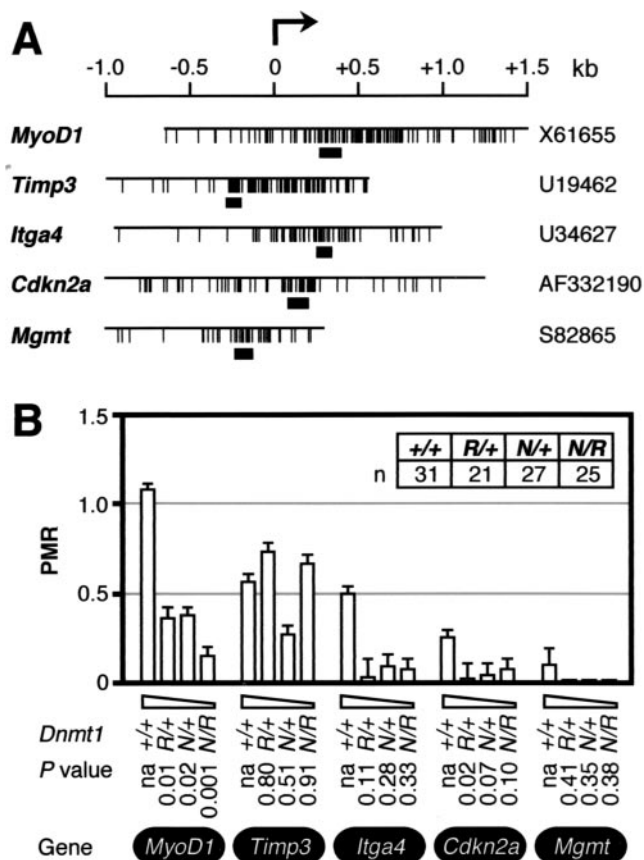 A
-1.0 -0.5 0 +0.5 +1.0 +1.5 kb
MyoD1 X61655
Timp3 U19462
Itga4 U34627
Cdkn2a AF332190
Mgmt S82865
B
1.5
1.0
0.5
0
PMR
+/+ R/+ N/+ N/R
n 31 21 27 25
Dnmt1 +/+ R/+ N/+ N/R +/+ R/+ N/+ N/R +/+ R/+ N/+ N/R +/+ R/+ N/+ N/R +/+ R/+ N/+ N/R
P value na 0.01 0.02 0.001 na 0.80 0.51 0.91 na 0.11 0.28 0.33 na 0.02 0.07 0.10 na 0.41 0.35 0.38
Gene MyoD1 Timp3 Itga4 Cdkn2a Mgmt